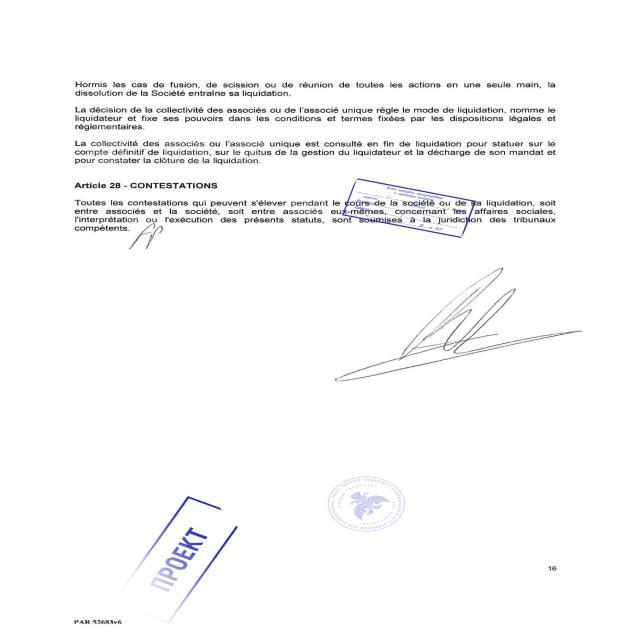 Hormis les cas de fusion, de scission ou de réunion de toutes les actions en une seule main, la
dissolution de la Société entraîne sa liquidation.
La décision de la collectivité des associés ou de l'associé unique règle le mode de liquidation, nomme le
liquidateur et fixe ses pouvoirs dans les conditions et termes fixées par les dispositions légales et
réglementaires.
La collectivité des associés ou l'associé unique est consulté en fin de liquidation pour statuer sur le
compte définitif de liquidation, sur le quitus de la gestion du liquidateur et la décharge de son mandat et
pour constater la clôture de la liquidation.
Article 28 - CONTESTATIONS
Toutes les contestations qui peuvent s'élever pendant le cours de la société ou de sa liquidation, soit
entre associés et la société, soit entre associés eux-mêmes, concernant les affaires sociales,
l'interprétation ou l'exécution des présents statuts, sont soumises à la juridiction des tribunaux
compétents.
ПРОЕКТ
16
PAR 52683v6